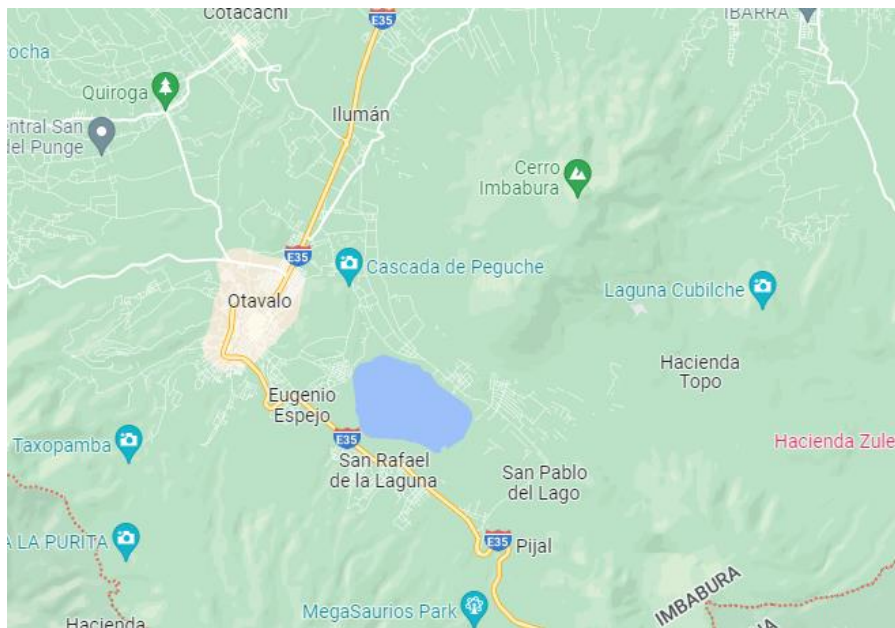 Cotacachi
E35
IBARRA
ocha
Quiroga
Ilumán
entral San
del Punge
Cerro
Imbabura
E35
Cascada de Peguche
Laguna Cubilche
Otavalo
Hacienda
Topo
Eugenio
Espejo
Taxopamba
E35
Hacienda Zule
San Rafael
de la Laguna
San Pablo
del Lago
A LA PURITA
E35
Pijal
IMBABURA
MegaSaurios Park
Hacienda